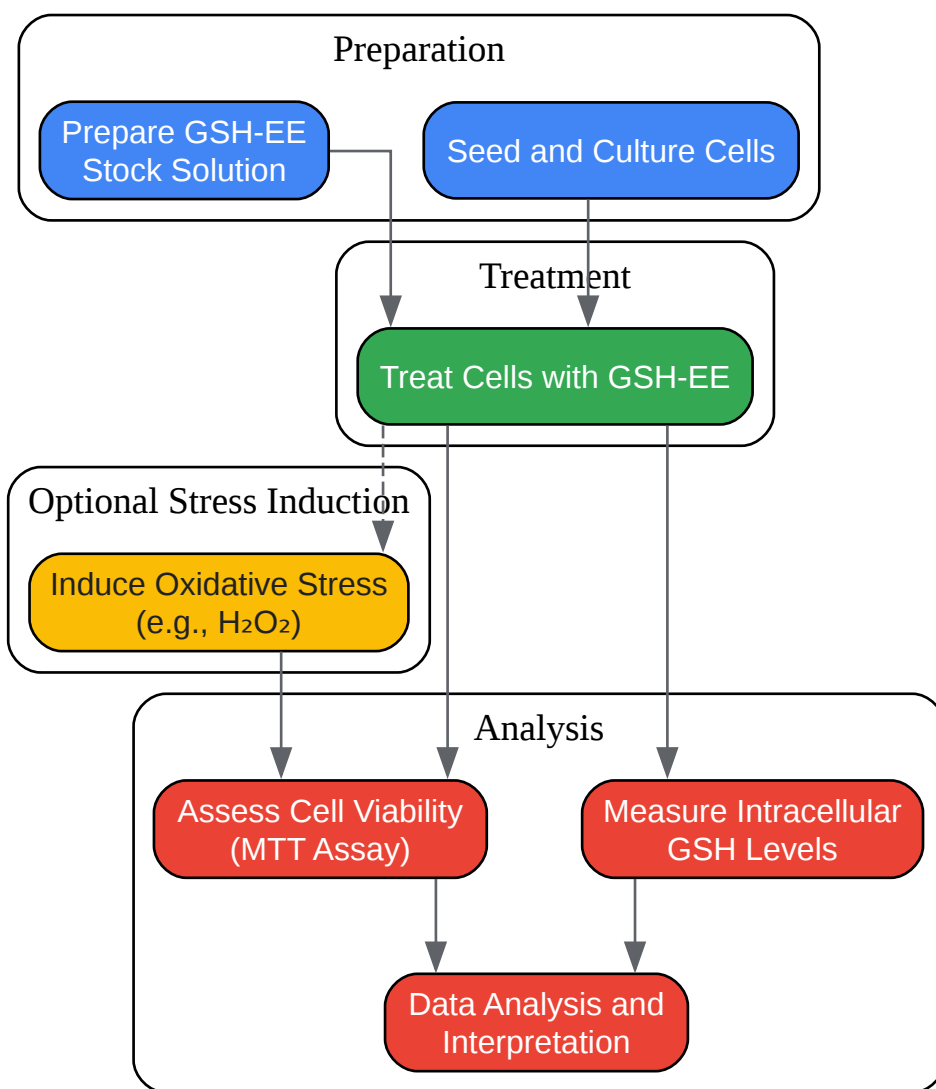 Preparation
Prepare GSH-EE
Stock Solution
Seed and Culture Cells
Treatment
Treat Cells with GSH-EE
Optional Stress Induction
Induce Oxidative Stress
(e.g., H₂O₂)
Analysis
Assess Cell Viability
(MTT Assay)
Measure Intracellular
GSH Levels
Data Analysis and
Interpretation